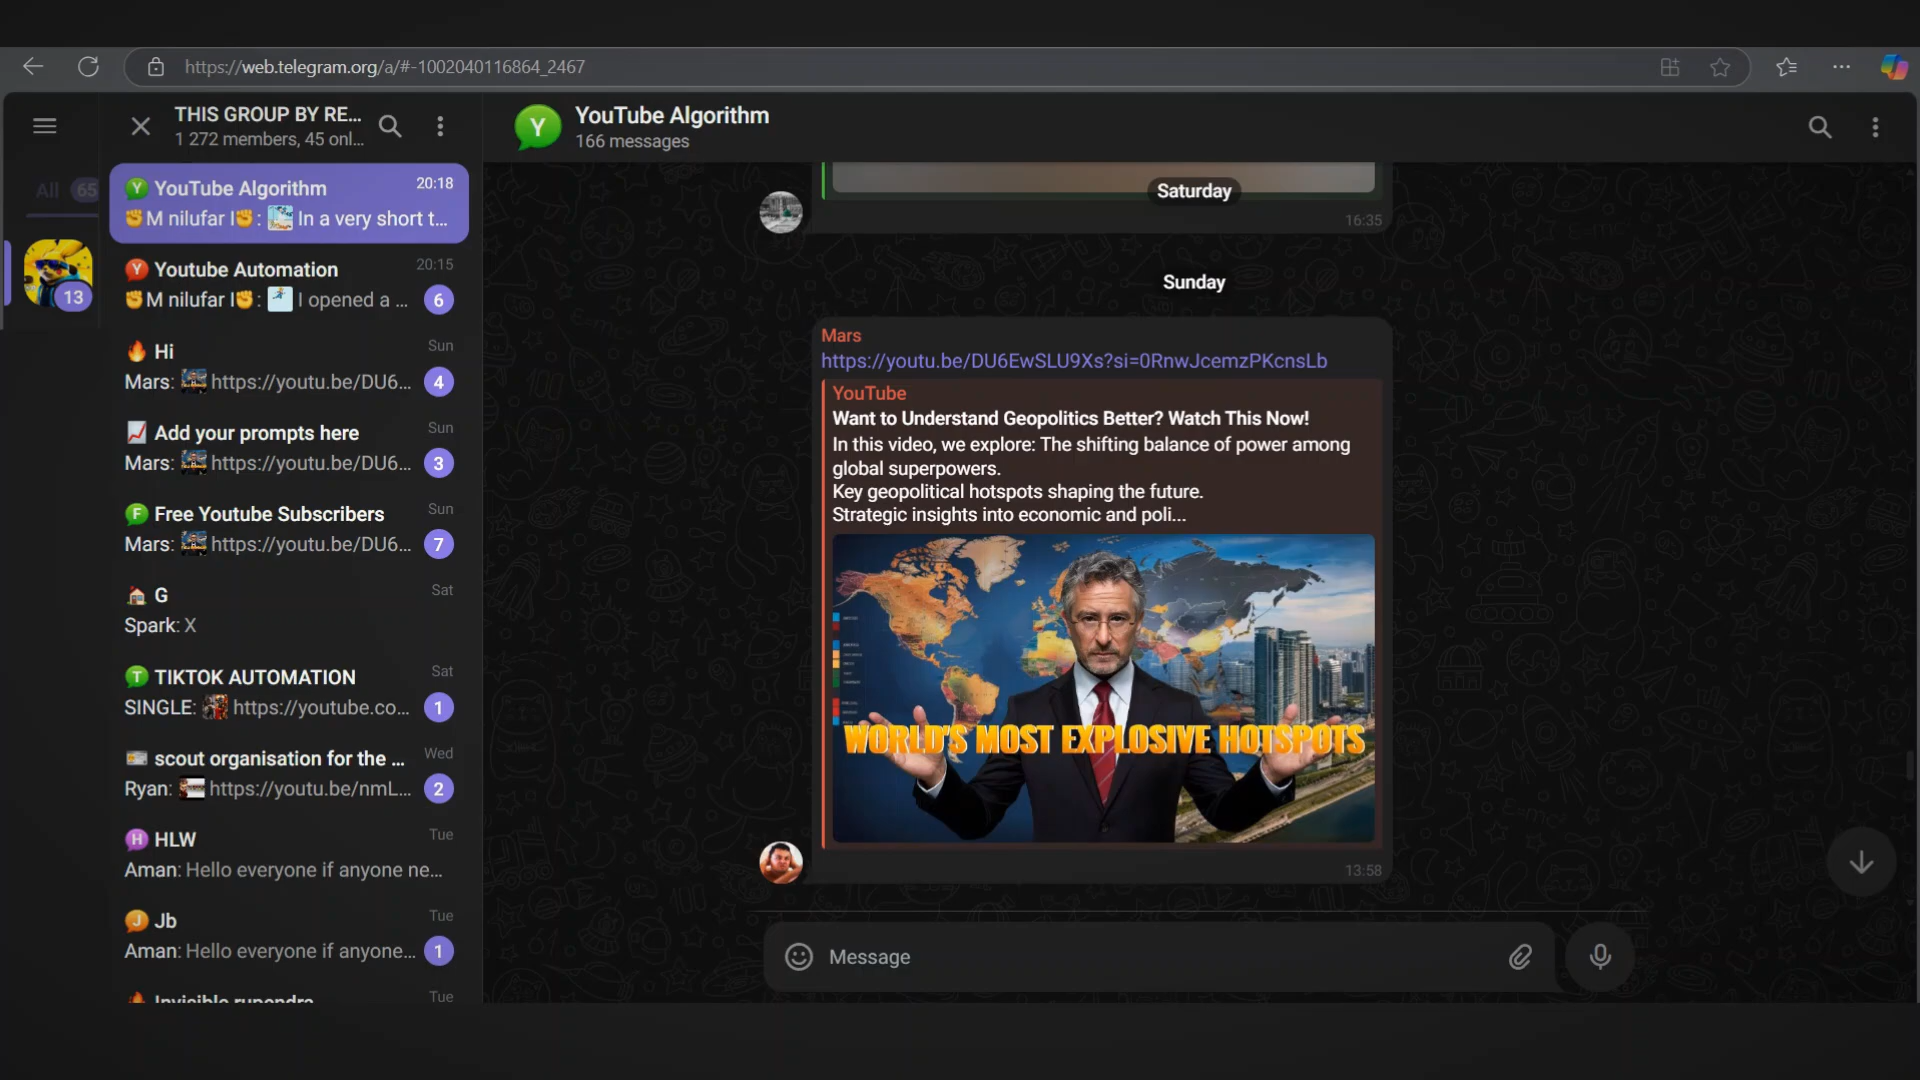 https://web.telegram.org/a/#-1002040116864_2467
THIS GROUP BY RE...
1 272 members, 45 onl...
All 65
13
YouTube Algorithm 20:18
M nilufar I : In a very short t...
Youtube Automation 20:15
M nilufar I : I opened a ... 6
Hi Sun
Mars: https://youtu.be/DU6... 4
Add your prompts here Sun
Mars: https://youtu.be/DU6... 3
Free Youtube Subscribers Sun
Mars: https://youtu.be/DU6... 7
G Sat
Spark: X
TIKTOK AUTOMATION Sat
SINGLE: https://youtube.co... 1
scout organisation for the ... Wed
Ryan: https://youtu.be/nmL... 2
HLW Tue
Aman: Hello everyone if anyone ne...
Jb Tue
Aman: Hello everyone if anyone... 1
Invisible rupendra Tue
YouTube Algorithm
166 messages
Saturday
16:35
Sunday
Mars
https://youtu.be/DU6EwSLU9Xs?si=0RnwJcemzPKcnsLb
YouTube
Want to Understand Geopolitics Better? Watch This Now!
In this video, we explore: The shifting balance of power among
global superpowers.
Key geopolitical hotspots shaping the future.
Strategic insights into economic and poli...
WORLD'S MOST EXPLOSIVE HOTSPOTS
13:58
Message